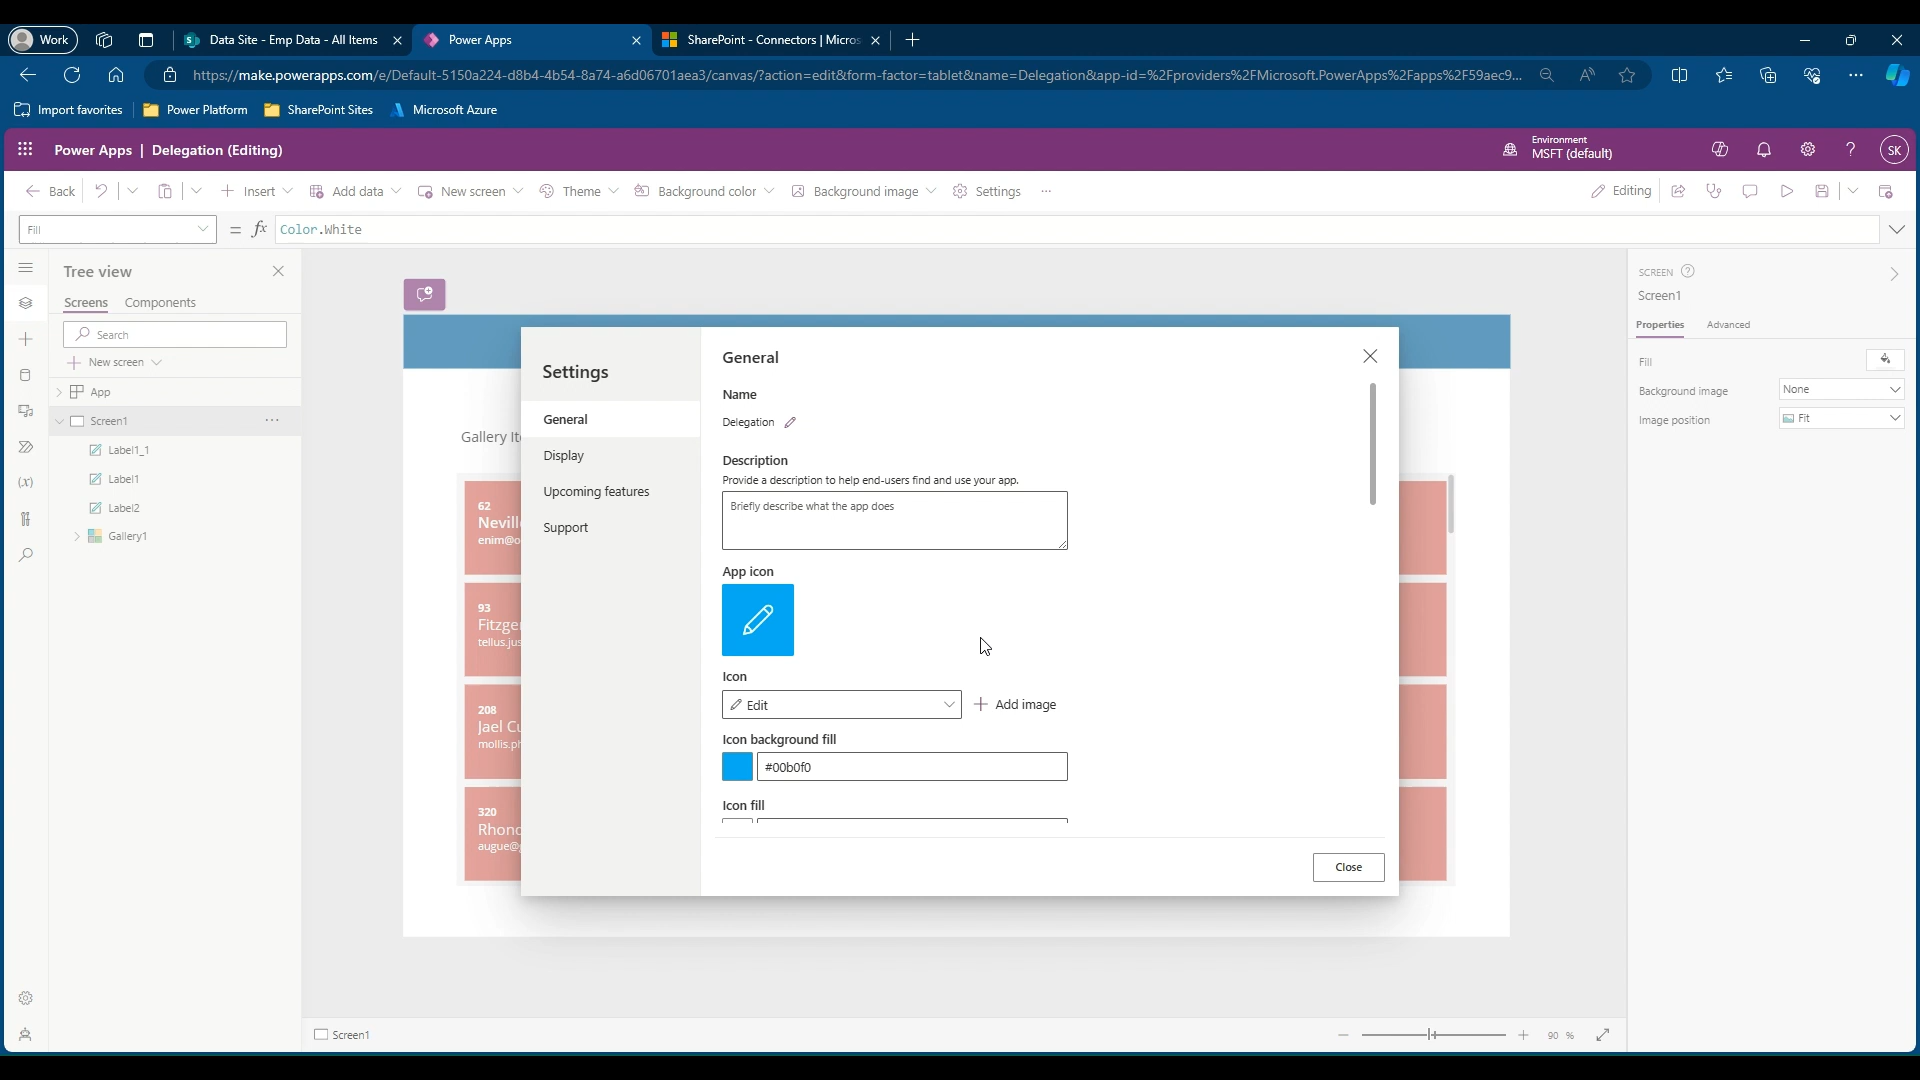 Work
Data Site - Emp Data - All Items
Power Apps
SharePoint - Connectors | Micros
https://make.powerapps.com/e/Default-5150a224-d8b4-4b54-8a74-a6d06701aea3/canvas/?action=edit&form-factor=tablet&name=Delegation&app-id=%2Fproviders%2FMicrosoft.PowerApps%2Fapps%2F59aec9...
Import favorites
Power Platform
SharePoint Sites
Microsoft Azure
Power Apps | Delegation (Editing)
Environment
MSFT (default)
SK
Back
Insert
Add data
New screen
Theme
Background color
Background image
Settings
Editing
Fill
= fx
Color.White
Tree view
Screens
Components
Search
New screen
App
Screen1
Label1_1
Label1
Label2
Gallery1
Gallery It
62
Neville
enim@o
93
Fitzger
tellus.jus
208
Jael Cu
mollis.ph
320
Rhond
augue@
Settings
General
Display
Upcoming features
Support
General
Name
Delegation
Description
Provide a description to help end-users find and use your app.
Briefly describe what the app does
App icon
Icon
Edit
Add image
Icon background fill
#00b0f0
Icon fill
Close
SCREEN
Screen1
Properties
Advanced
Fill
Background image
None
Image position
Fit
Screen1
90 %